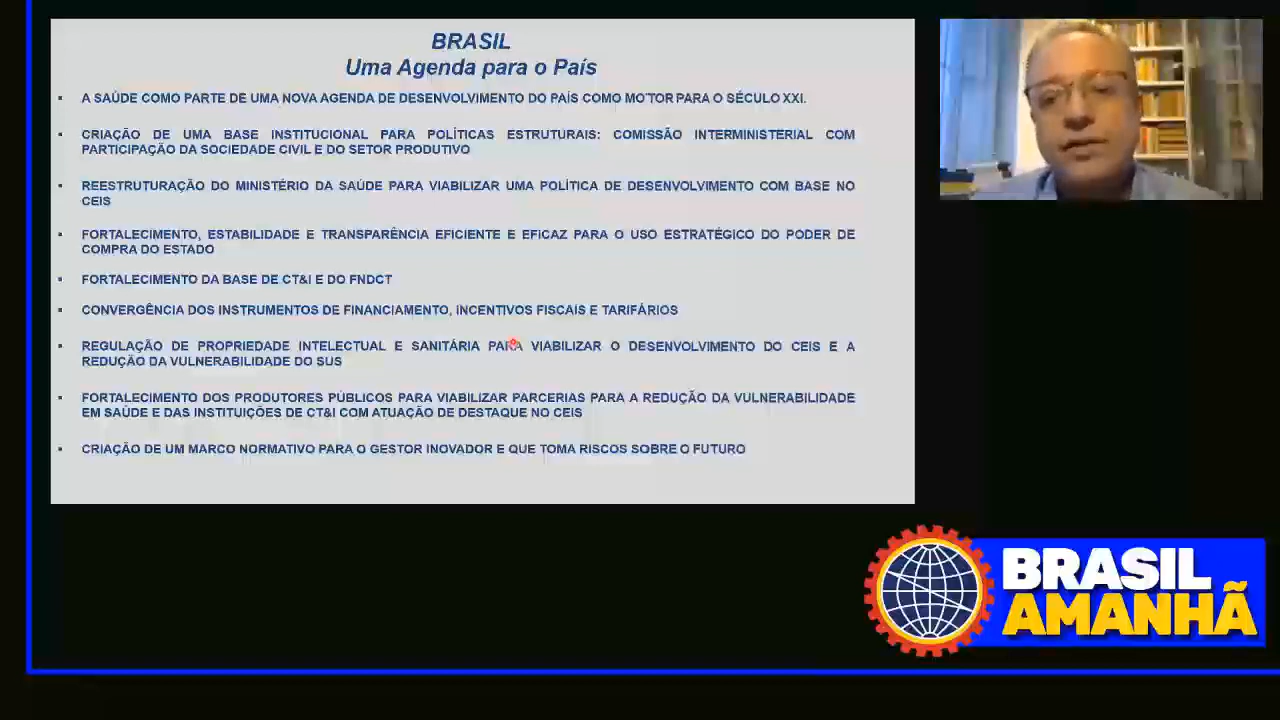 BRASIL
Uma Agenda para o País
▪ A SAÚDE COMO PARTE DE UMA NOVA AGENDA DE DESENVOLVIMENTO DO PAÍS COMO MOTOR PARA O SÉCULO XXI.
▪ CRIAÇÃO DE UMA BASE INSTITUCIONAL PARA POLÍTICAS ESTRUTURAIS: COMISSÃO INTERMINISTERIAL COM
PARTICIPAÇÃO DA SOCIEDADE CIVIL E DO SETOR PRODUTIVO
▪ REESTRUTURAÇÃO DO MINISTÉRIO DA SAÚDE PARA VIABILIZAR UMA POLÍTICA DE DESENVOLVIMENTO COM BASE NO
CEIS
▪ FORTALECIMENTO, ESTABILIDADE E TRANSPARÊNCIA EFICIENTE E EFICAZ PARA O USO ESTRATÉGICO DO PODER DE
COMPRA DO ESTADO
▪ FORTALECIMENTO DA BASE DE CT&I E DO FNDCT
▪ CONVERGÊNCIA DOS INSTRUMENTOS DE FINANCIAMENTO, INCENTIVOS FISCAIS E TARIFÁRIOS
▪ REGULAÇÃO DE PROPRIEDADE INTELECTUAL E SANITÁRIA PARA VIABILIZAR O DESENVOLVIMENTO DO CEIS E A
REDUÇÃO DA VULNERABILIDADE DO SUS
▪ FORTALECIMENTO DOS PRODUTORES PÚBLICOS PARA VIABILIZAR PARCERIAS PARA A REDUÇÃO DA VULNERABILIDADE
EM SAÚDE E DAS INSTITUIÇÕES DE CT&I COM ATUAÇÃO DE DESTAQUE NO CEIS
▪ CRIAÇÃO DE UM MARCO NORMATIVO PARA O GESTOR INOVADOR E QUE TOMA RISCOS SOBRE O FUTURO
BRASIL
AMANHÃ